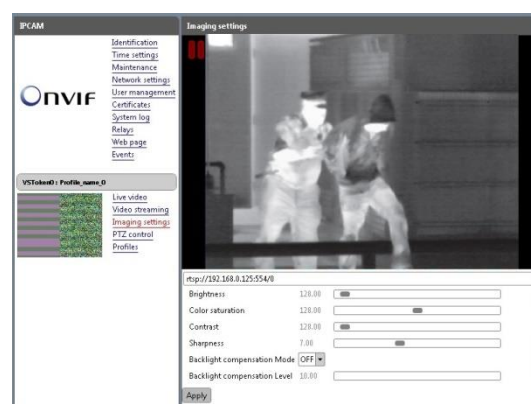 IPCAM
ONVIF
Identification
Time settings
Maintenance
Network settings
User management
Certificates
System log
Relays
Web page
Events
VSToken0 : Profile_name_0
Live video
Video streaming
Imaging settings
PTZ control
Profiles
Imaging settings
rtsp://192.168.0.125:554/0
Brightness 128.00
Color saturation 128.00
Contrast 128.00
Sharpness 7.00
Backlight compensation Mode OFF
Backlight compensation Level 10.00
Apply